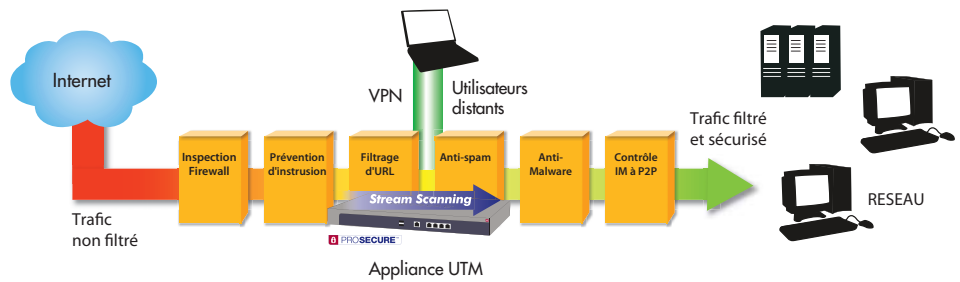 Internet
VPN
Utilisateurs
distants
Trafic filtré
et sécurisé
Inspection
Firewall
Prévention
d'instrusion
Filtrage
d'URL
Anti-spam
Anti-
Malware
Contrôle
IM à P2P
Stream Scanning
RESEAU
Trafic
non filtré
PROSECURE™
Appliance UTM